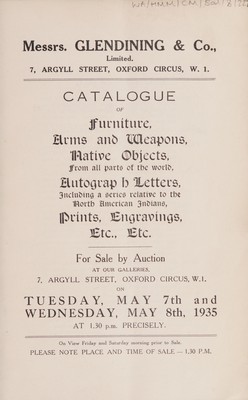 Messrs. GLENDINING & Co.,
Limited.
7, ARGYLL STREET, OXFORD CIRCUS, W. 1.
CATALOGUE
OF
Furniture,
Arms and Weapons,
Native Objects,
From all parts of the world,
Autograph Letters,
Including a series relative to the
North American Indians,
Prints, Engravings,
Etc., Etc.
For Sale by Auction
AT OUR GALLERIES,
7, ARGYLL STREET, OXFORD CIRCUS, W.1,
ON
TUESDAY, MAY 7th and
WEDNESDAY, MAY 8th, 1935
AT 1.30 p.m. PRECISELY.
On View Friday and Saturday morning prior to Sale.
PLEASE NOTE PLACE AND TIME OF SALE — 1.30 P.M.